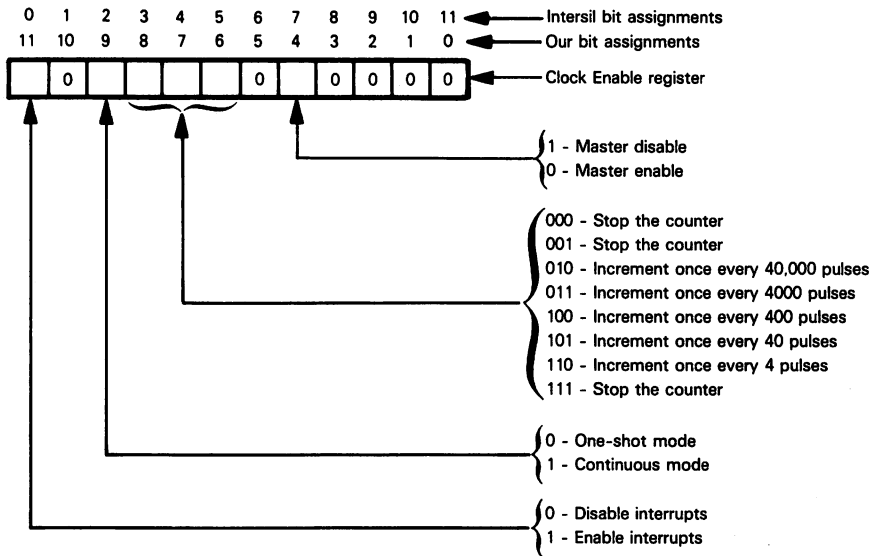 0 1 2 3 4 5 6 7 8 9 10 11 Intersil bit assignments
11 10 9 8 7 6 5 4 3 2 1 0 Our bit assignments
0 0 0 0 0 0 Clock Enable register
1 - Master disable
0 - Master enable
000 - Stop the counter
001 - Stop the counter
010 - Increment once every 40,000 pulses
011 - Increment once every 4000 pulses
100 - Increment once every 400 pulses
101 - Increment once every 40 pulses
110 - Increment once every 4 pulses
111 - Stop the counter
0 - One-shot mode
1 - Continuous mode
0 - Disable interrupts
1 - Enable interrupts